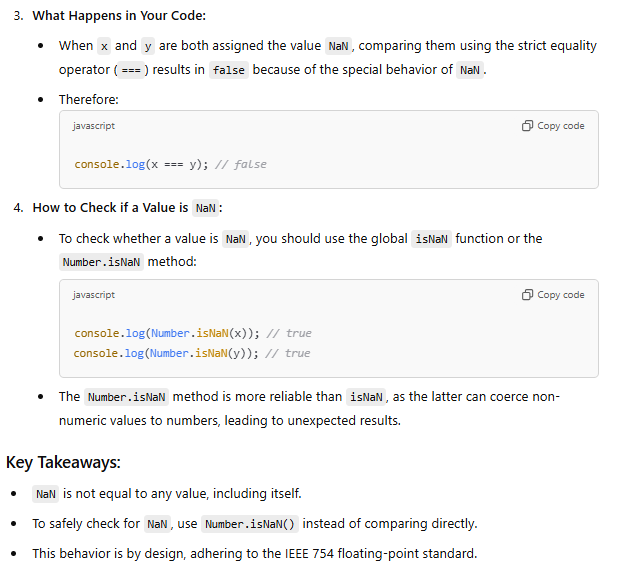 3. What Happens in Your Code:
• When x and y are both assigned the value NaN, comparing them using the strict equality
operator (===) results in false because of the special behavior of NaN.
• Therefore:
javascript Copy code
console.log(x === y); // false
4. How to Check if a Value is NaN:
• To check whether a value is NaN, you should use the global isNaN function or the
Number.isNaN method:
javascript Copy code
console.log(Number.isNaN(x)); // true
console.log(Number.isNaN(y)); // true
• The Number.isNaN method is more reliable than isNaN, as the latter can coerce non-
numeric values to numbers, leading to unexpected results.
Key Takeaways:
• NaN is not equal to any value, including itself.
• To safely check for NaN, use Number.isNaN() instead of comparing directly.
• This behavior is by design, adhering to the IEEE 754 floating-point standard.